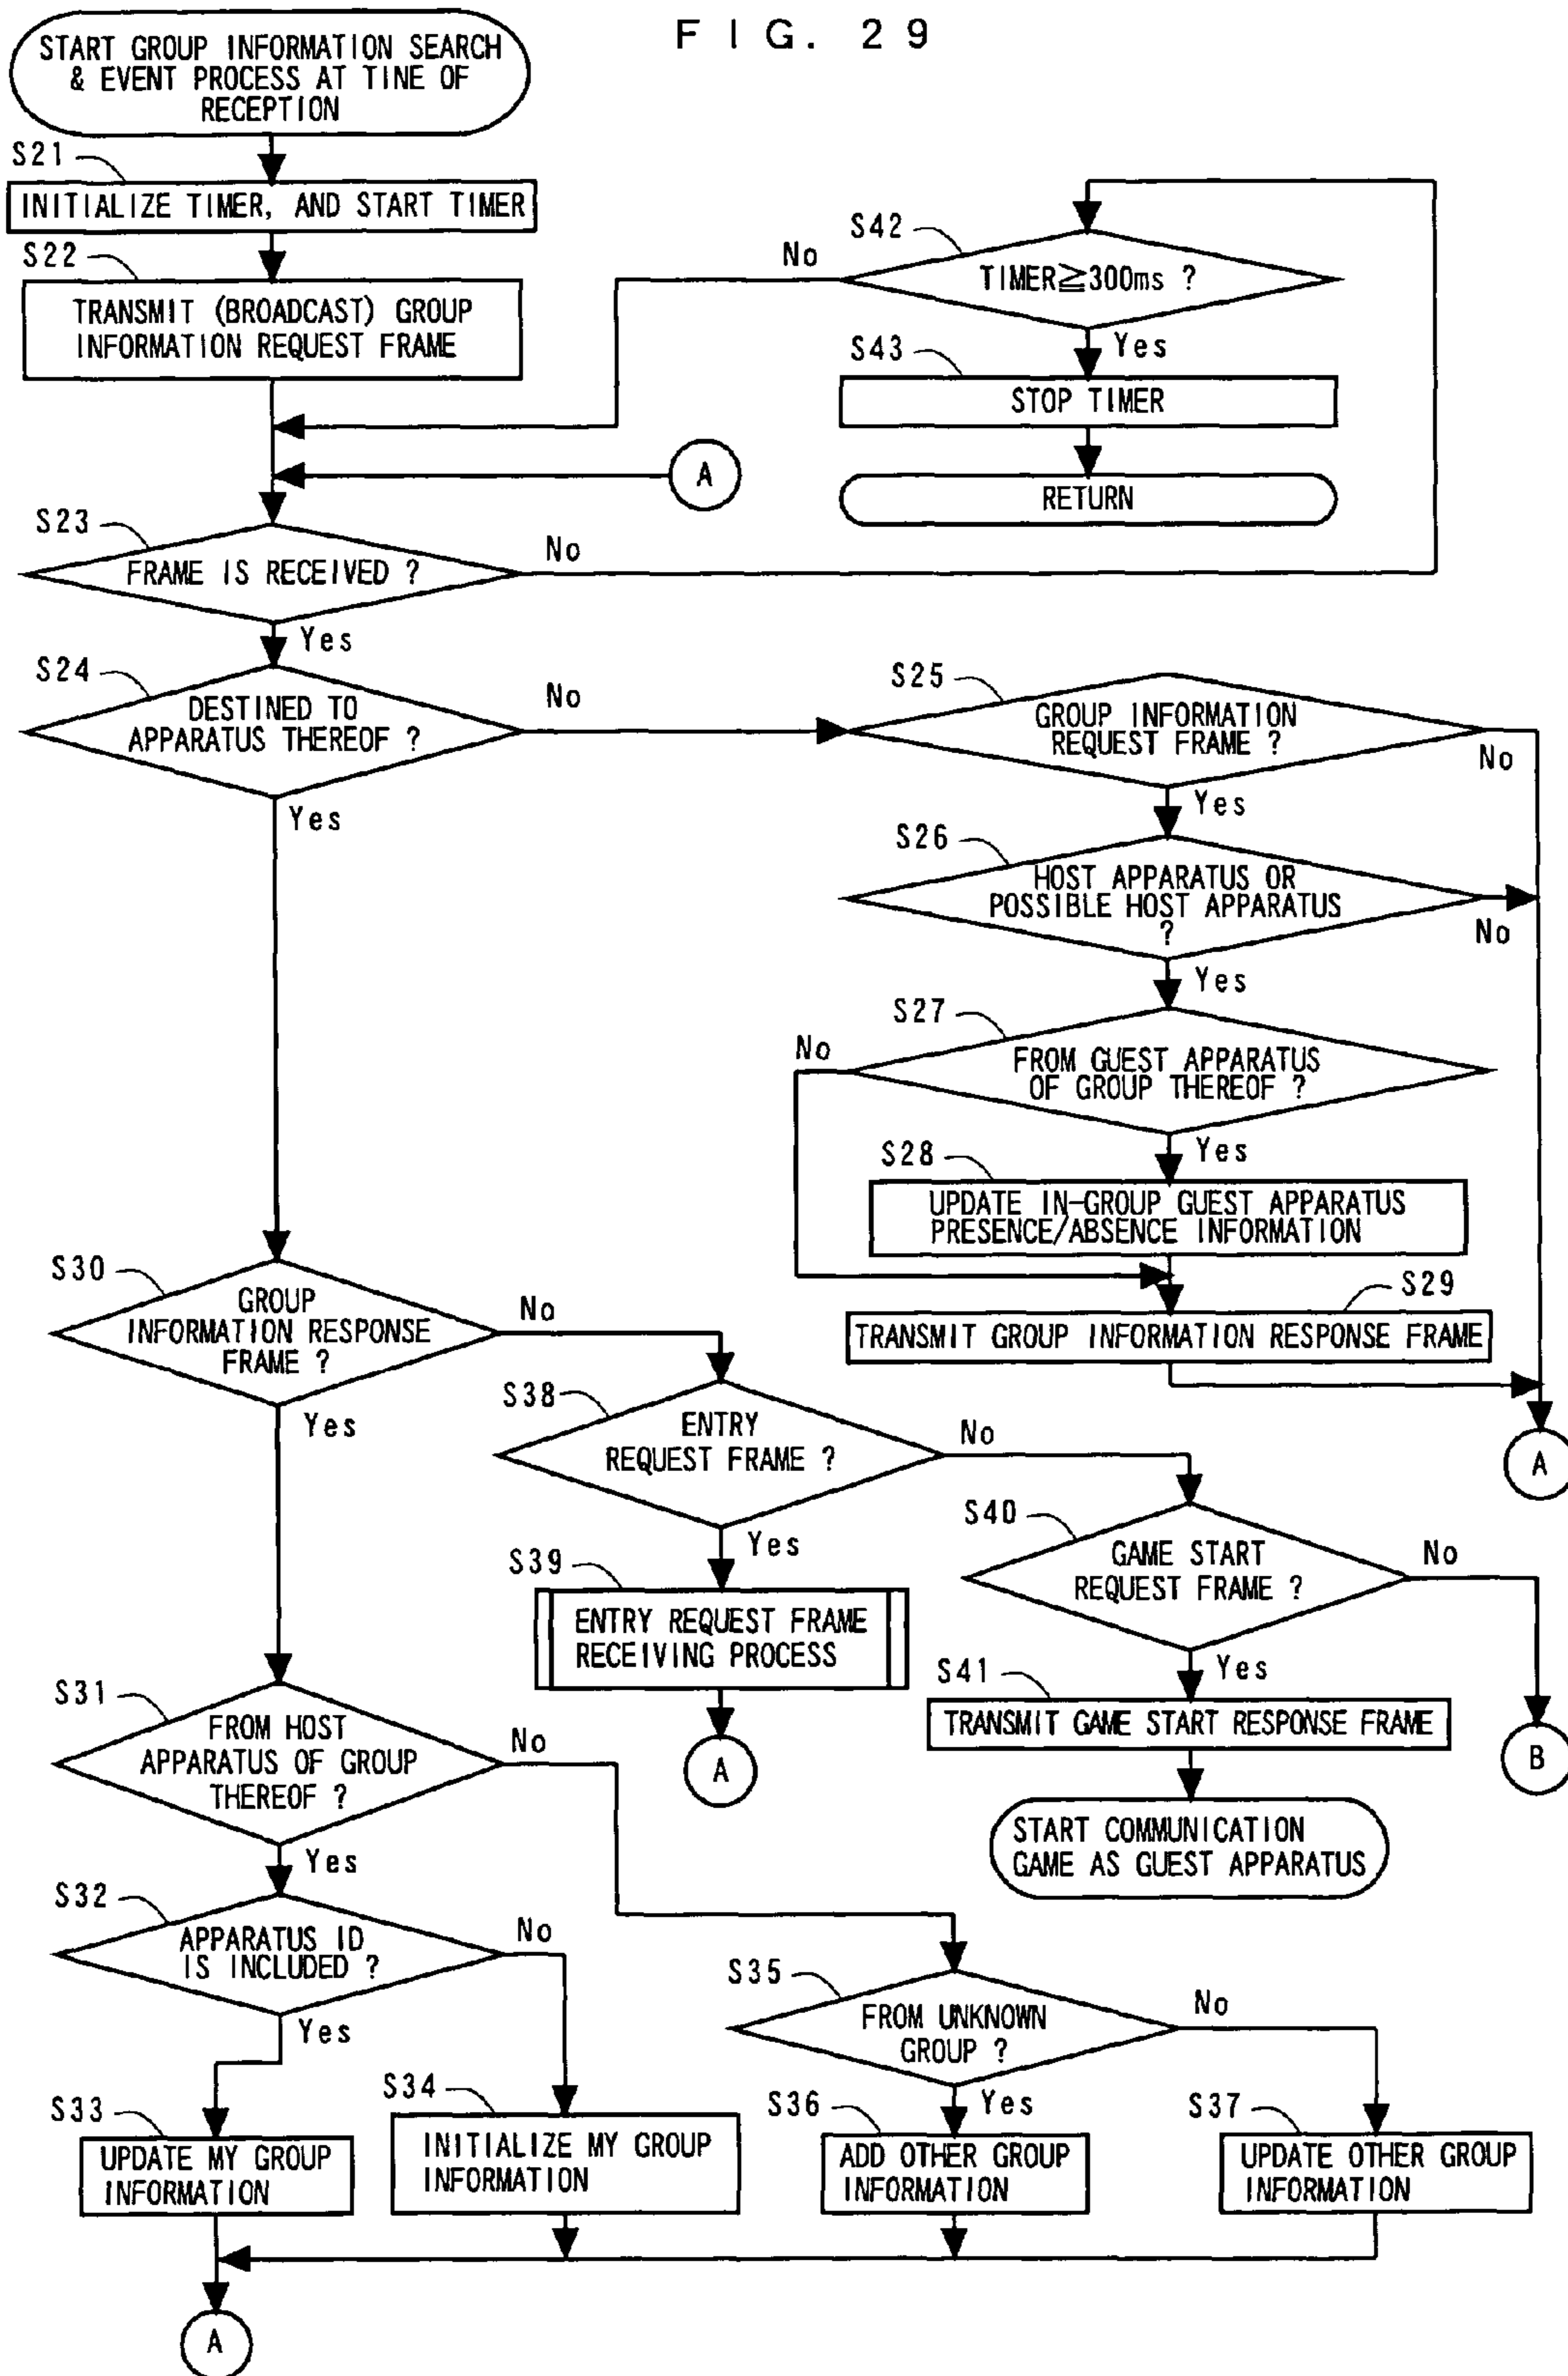 FIG. 29
START GROUP INFORMATION SEARCH
& EVENT PROCESS AT TINE OF
RECEPTION
S21
INITIALIZE TIMER, AND START TIMER
S22
TRANSMIT (BROADCAST) GROUP
INFORMATION REQUEST FRAME
S42
No
TIMER≧300ms ?
Yes
S43
STOP TIMER
RETURN
A
S23
FRAME IS RECEIVED ?
No
Yes
S24
DESTINED TO
APPARATUS THEREOF ?
No
Yes
S25
GROUP INFORMATION
REQUEST FRAME ?
No
Yes
S26
HOST APPARATUS OR
POSSIBLE HOST APPARATUS
?
No
Yes
S27
No
FROM GUEST APPARATUS
OF GROUP THEREOF ?
Yes
S28
UPDATE IN-GROUP GUEST APPARATUS
PRESENCE/ABSENCE INFORMATION
S29
TRANSMIT GROUP INFORMATION RESPONSE FRAME
A
S30
GROUP
INFORMATION RESPONSE
FRAME ?
No
Yes
S38
ENTRY
REQUEST FRAME ?
No
Yes
S39
ENTRY REQUEST FRAME
RECEIVING PROCESS
A
S40
GAME START
REQUEST FRAME ?
No
Yes
S41
TRANSMIT GAME START RESPONSE FRAME
B
START COMMUNICATION
GAME AS GUEST APPARATUS
S31
FROM HOST
APPARATUS OF GROUP
THEREOF ?
No
Yes
S32
APPARATUS ID
IS INCLUDED ?
No
Yes
S35
FROM UNKNOWN
GROUP ?
No
Yes
S33
UPDATE MY GROUP
INFORMATION
S34
INITIALIZE MY GROUP
INFORMATION
S36
ADD OTHER GROUP
INFORMATION
S37
UPDATE OTHER GROUP
INFORMATION
A